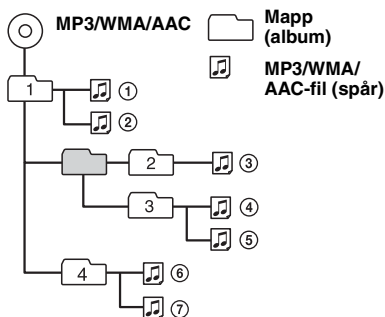 MP3/WMA/AAC
Mapp
(album)
MP3/WMA/
AAC-fil (spår)
1
①
②
2
③
3
④
⑤
4
⑥
⑦